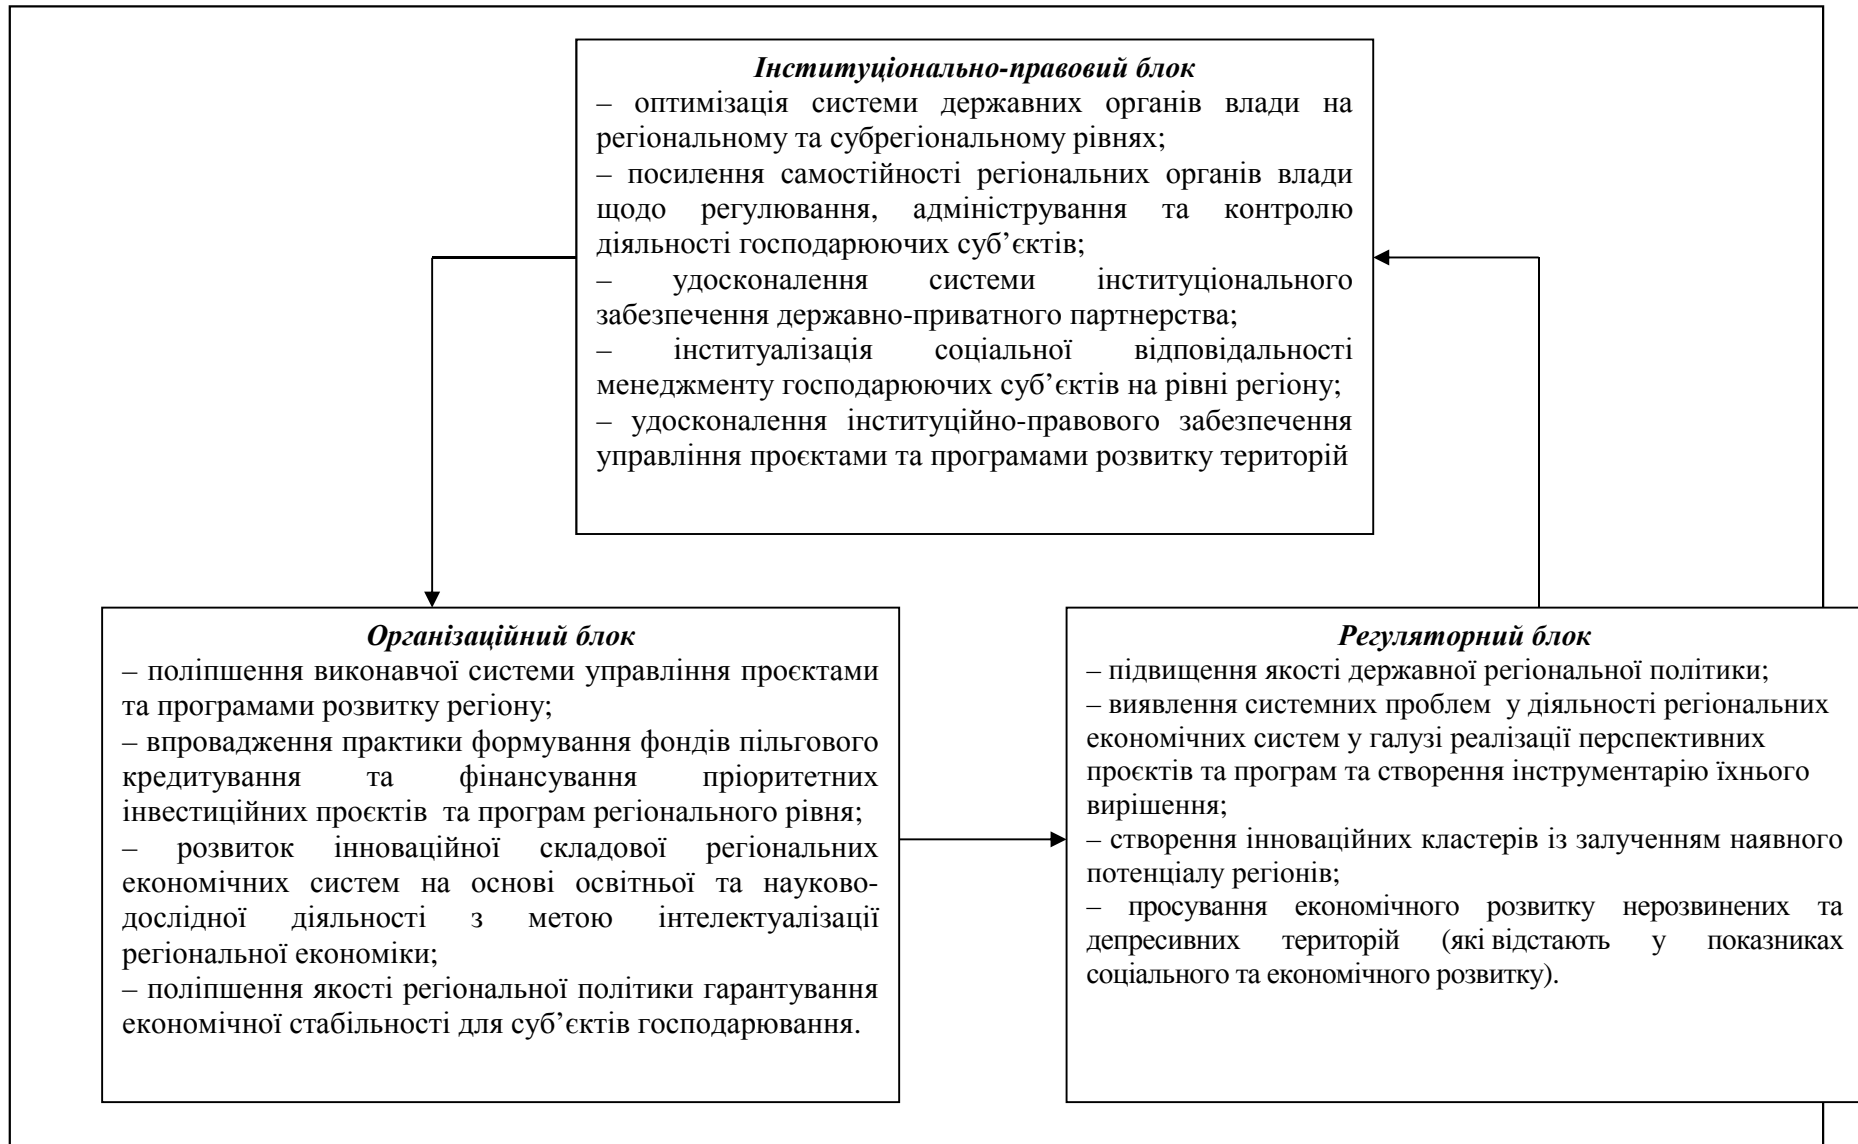 Інституціонально-правовий блок
– оптимізація системи державних органів влади на
регіональному та субрегіональному рівнях;
– посилення самостійності регіональних органів влади
щодо регулювання, адміністрування та контролю
діяльності господарюючих суб’єктів;
– удосконалення системи інституціонального
забезпечення державно-приватного партнерства;
– інституалізація соціальної відповідальності
менеджменту господарюючих суб’єктів на рівні регіону;
– удосконалення інституційно-правового забезпечення
управління проєктами та програмами розвитку територій
Організаційний блок
– поліпшення виконавчої системи управління проєктами
та програмами розвитку регіону;
– впровадження практики формування фондів пільгового
кредитування та фінансування пріоритетних
інвестиційних проєктів та програм регіонального рівня;
– розвиток інноваційної складової регіональних
економічних систем на основі освітньої та науково-
дослідної діяльності з метою інтелектуалізації
регіональної економіки;
– поліпшення якості регіональної політики гарантування
економічної стабільності для суб’єктів господарювання.
Регуляторний блок
– підвищення якості державної регіональної політики;
– виявлення системних проблем у діяльності регіональних
економічних систем у галузі реалізації перспективних
проєктів та програм та створення інструментарію їхнього
вирішення;
– створення інноваційних кластерів із залученням наявного
потенціалу регіонів;
– просування економічного розвитку нерозвинених та
депресивних територій (які відстають у показниках
соціального та економічного розвитку).